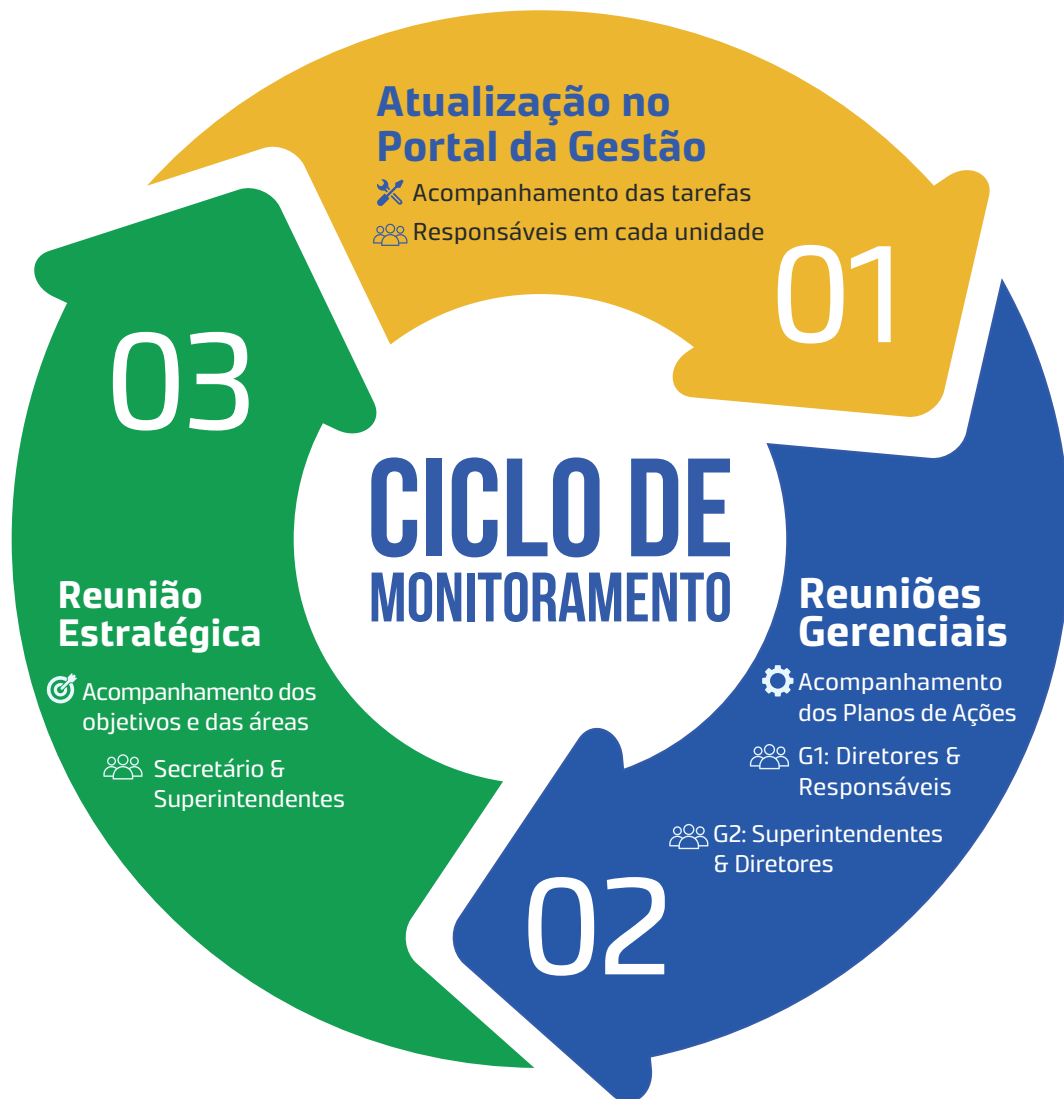 Atualização no
Portal da Gestão
Acompanhamento das tarefas
Responsáveis em cada unidade
01
CICLO DE
MONITORAMENTO
Reuniões
Gerenciais
Acompanhamento
dos Planos de Ações
G1: Diretores &
Responsáveis
G2: Superintendentes
& Diretores
02
03
Reunião
Estratégica
Acompanhamento dos
objetivos e das áreas
Secretário &
Superintendentes